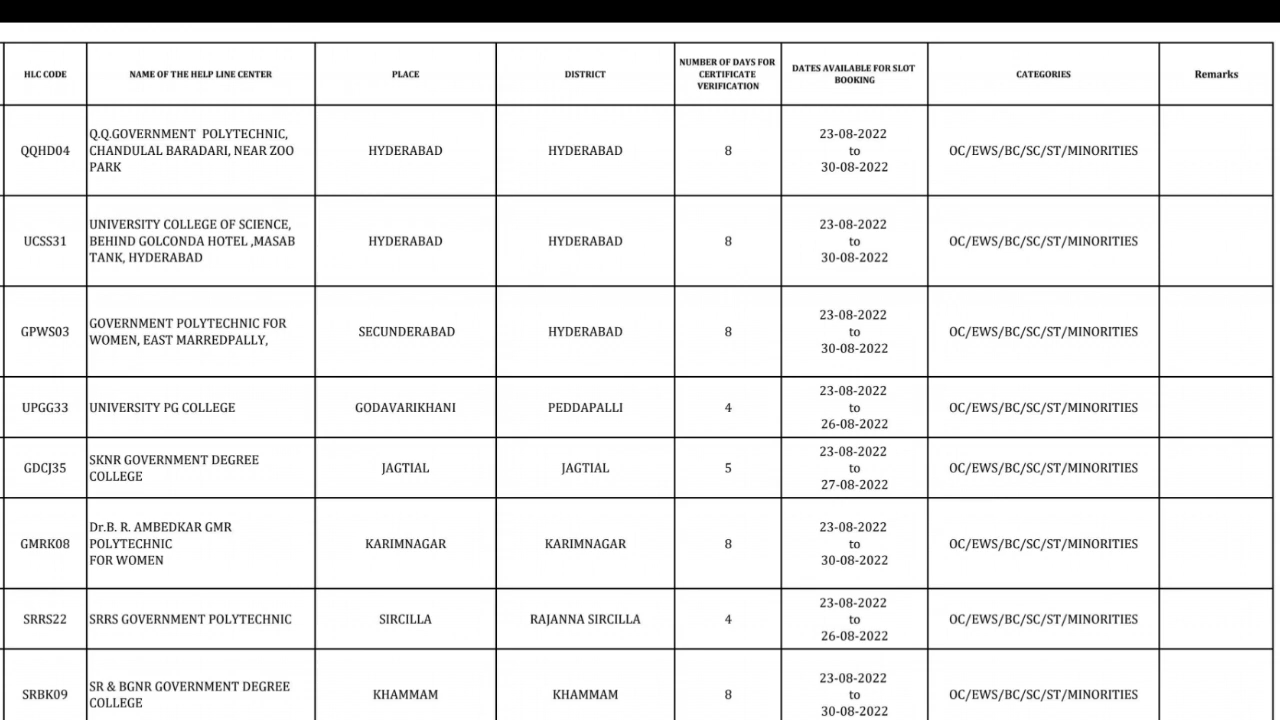 HLC CODE
NAME OF THE HELP LINE CENTER
PLACE
DISTRICT
NUMBER OF DAYS FOR
CERTIFICATE
VERIFICATION
DATES AVAILABLE FOR SLOT
BOOKING
CATEGORIES
Remarks
QQHD04
Q.Q.GOVERNMENT POLYTECHNIC,
CHANDULAL BARADARI, NEAR ZOO
PARK
HYDERABAD
HYDERABAD
8
23-08-2022
to
30-08-2022
OC/EWS/BC/SC/ST/MINORITIES
UCSS31
UNIVERSITY COLLEGE OF SCIENCE,
BEHIND GOLCONDA HOTEL ,MASAB
TANK, HYDERABAD
HYDERABAD
HYDERABAD
8
23-08-2022
to
30-08-2022
OC/EWS/BC/SC/ST/MINORITIES
GPWS03
GOVERNMENT POLYTECHNIC FOR
WOMEN, EAST MARREDPALLY,
SECUNDERABAD
HYDERABAD
8
23-08-2022
to
30-08-2022
OC/EWS/BC/SC/ST/MINORITIES
UPGG33
UNIVERSITY PG COLLEGE
GODAVARIKHANI
PEDDAPALLI
4
23-08-2022
to
26-08-2022
OC/EWS/BC/SC/ST/MINORITIES
GDCJ35
SKNR GOVERNMENT DEGREE
COLLEGE
JAGTIAL
JAGTIAL
5
23-08-2022
to
27-08-2022
OC/EWS/BC/SC/ST/MINORITIES
GMRK08
Dr.B. R. AMBEDKAR GMR
POLYTECHNIC
FOR WOMEN
KARIMNAGAR
KARIMNAGAR
8
23-08-2022
to
30-08-2022
OC/EWS/BC/SC/ST/MINORITIES
SRRS22
SRRS GOVERNMENT POLYTECHNIC
SIRCILLA
RAJANNA SIRCILLA
4
23-08-2022
to
26-08-2022
OC/EWS/BC/SC/ST/MINORITIES
SRBK09
SR & BGNR GOVERNMENT DEGREE
COLLEGE
KHAMMAM
KHAMMAM
8
23-08-2022
to
30-08-2022
OC/EWS/BC/SC/ST/MINORITIES